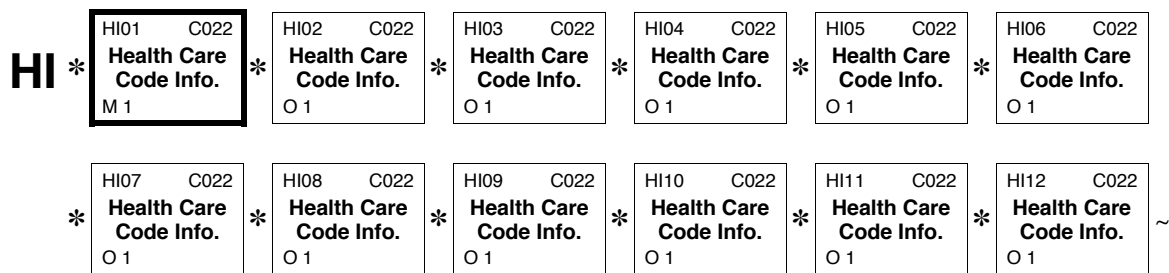 HI01 C022 HI02 C022 HI03 C022 HI04 C022 HI05 C022 HI06 C022
HI * Health Care * Health Care * Health Care * Health Care * Health Care * Health Care
Code Info. Code Info. Code Info. Code Info. Code Info. Code Info.
M 1 O 1 O 1 O 1 O 1 O 1
HI07 C022 HI08 C022 HI09 C022 HI10 C022 HI11 C022 HI12 C022
* Health Care * Health Care * Health Care * Health Care * Health Care * Health Care ~
Code Info. Code Info. Code Info. Code Info. Code Info. Code Info.
O 1 O 1 O 1 O 1 O 1 O 1